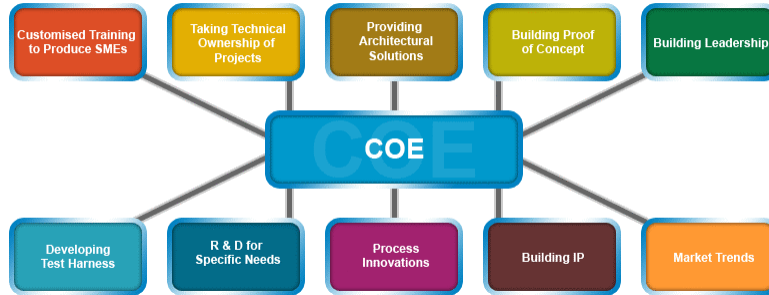 Customised Training
to Produce SMEs
Taking Technical
Ownership of
Projects
Providing
Architectural
Solutions
Building Proof
of Concept
Building Leadership
COE
COE
Developing
Test Harness
R & D for
Specific Needs
Process
Innovations
Building IP
Market Trends